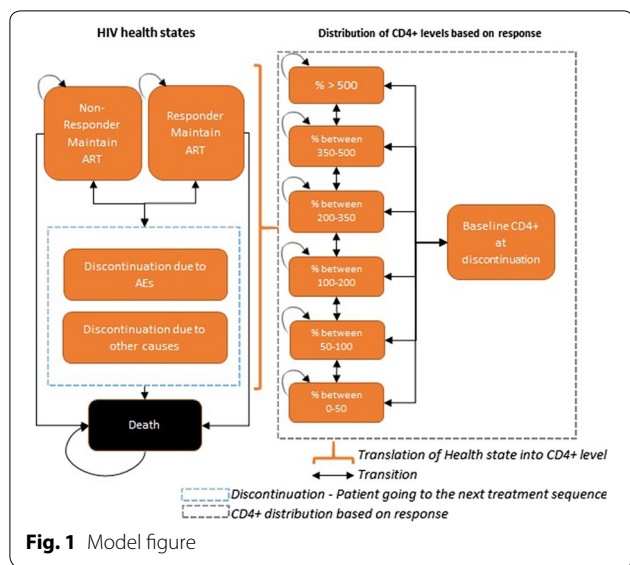 HIV health states
Non-
Responder
Maintain
ART
Responder
Maintain
ART
Discontinuation due to
AEs
Discontinuation due to
other causes
Death
Distribution of CD4+ levels based on response
% > 500
% between
350-500
% between
200-350
% between
100-200
% between
50-100
% between
0-50
Baseline CD4+
at
discontinuation
Translation of Health state into CD4+ level
Transition
Discontinuation - Patient going to the next treatment sequence
CD4+ distribution based on response
Fig. 1 Model figure